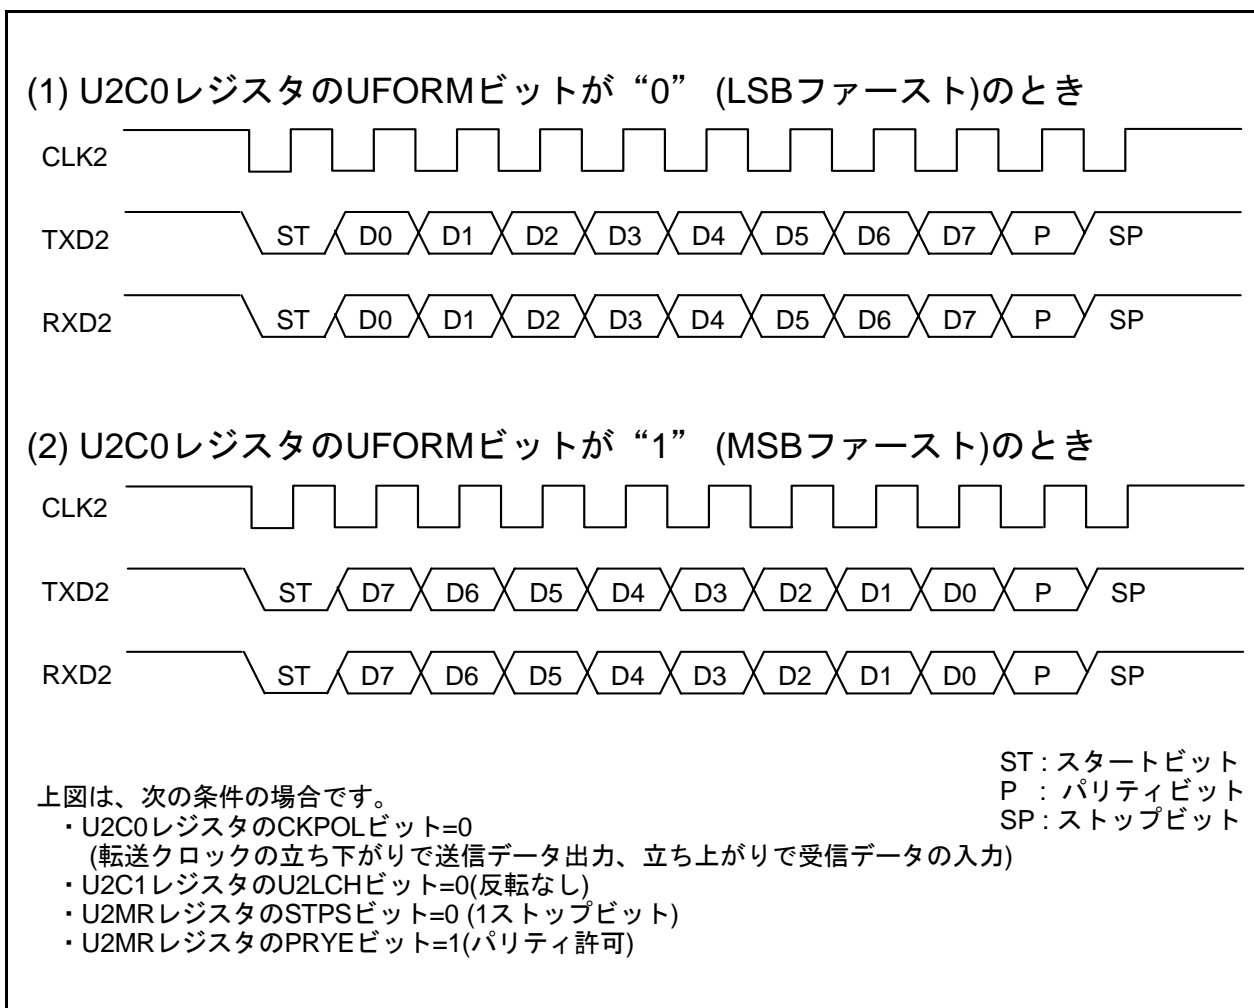 (1) U2C0レジスタのUFORMビットが“0” (LSBファースト)のとき
CLK2
TXD2 ST D0 D1 D2 D3 D4 D5 D6 D7 P SP
RXD2 ST D0 D1 D2 D3 D4 D5 D6 D7 P SP
(2) U2C0レジスタのUFORMビットが“1” (MSBファースト)のとき
CLK2
TXD2 ST D7 D6 D5 D4 D3 D2 D1 D0 P SP
RXD2 ST D7 D6 D5 D4 D3 D2 D1 D0 P SP
ST : スタートビット
P : パリティビット
SP : ストップビット
上図は、次の条件の場合です。
・U2C0レジスタのCKPOLビット=0
(転送クロックの立ち下がりで送信データ出力、立ち上がりで受信データの入力)
・U2C1レジスタのU2LCHビット=0(反転なし)
・U2MRレジスタのSTPSビット=0 (1ストップビット)
・U2MRレジスタのPRYEビット=1(パリティ許可)